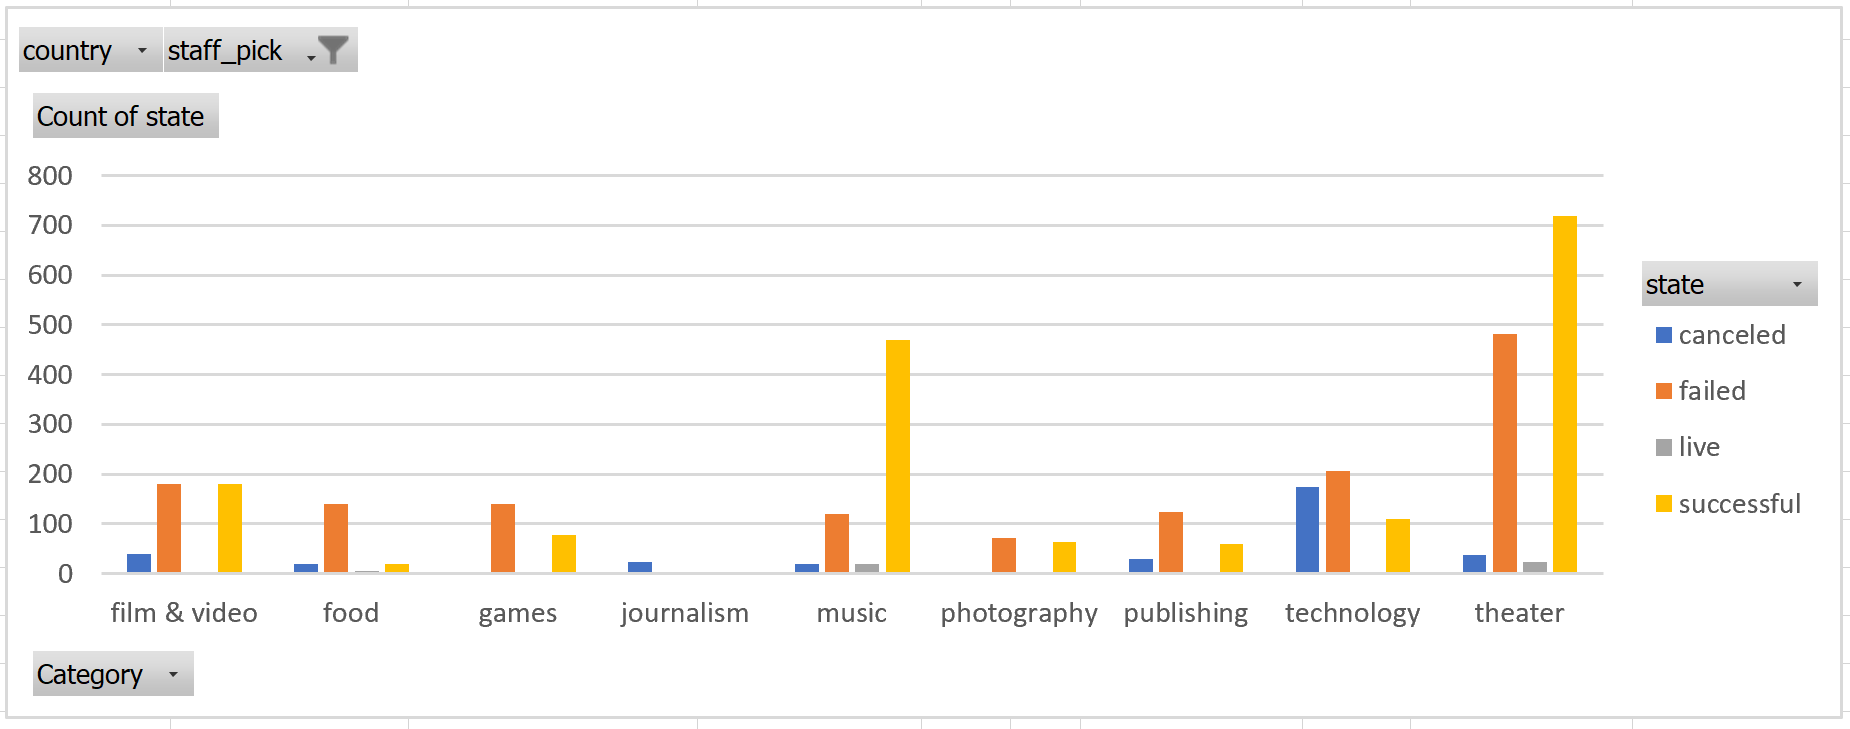 country staff_pick
Count of state
800
700
600
500
400
300
200
100
0
film & video food games journalism music photography publishing technology theater
Category
state
canceled
failed
live
successful